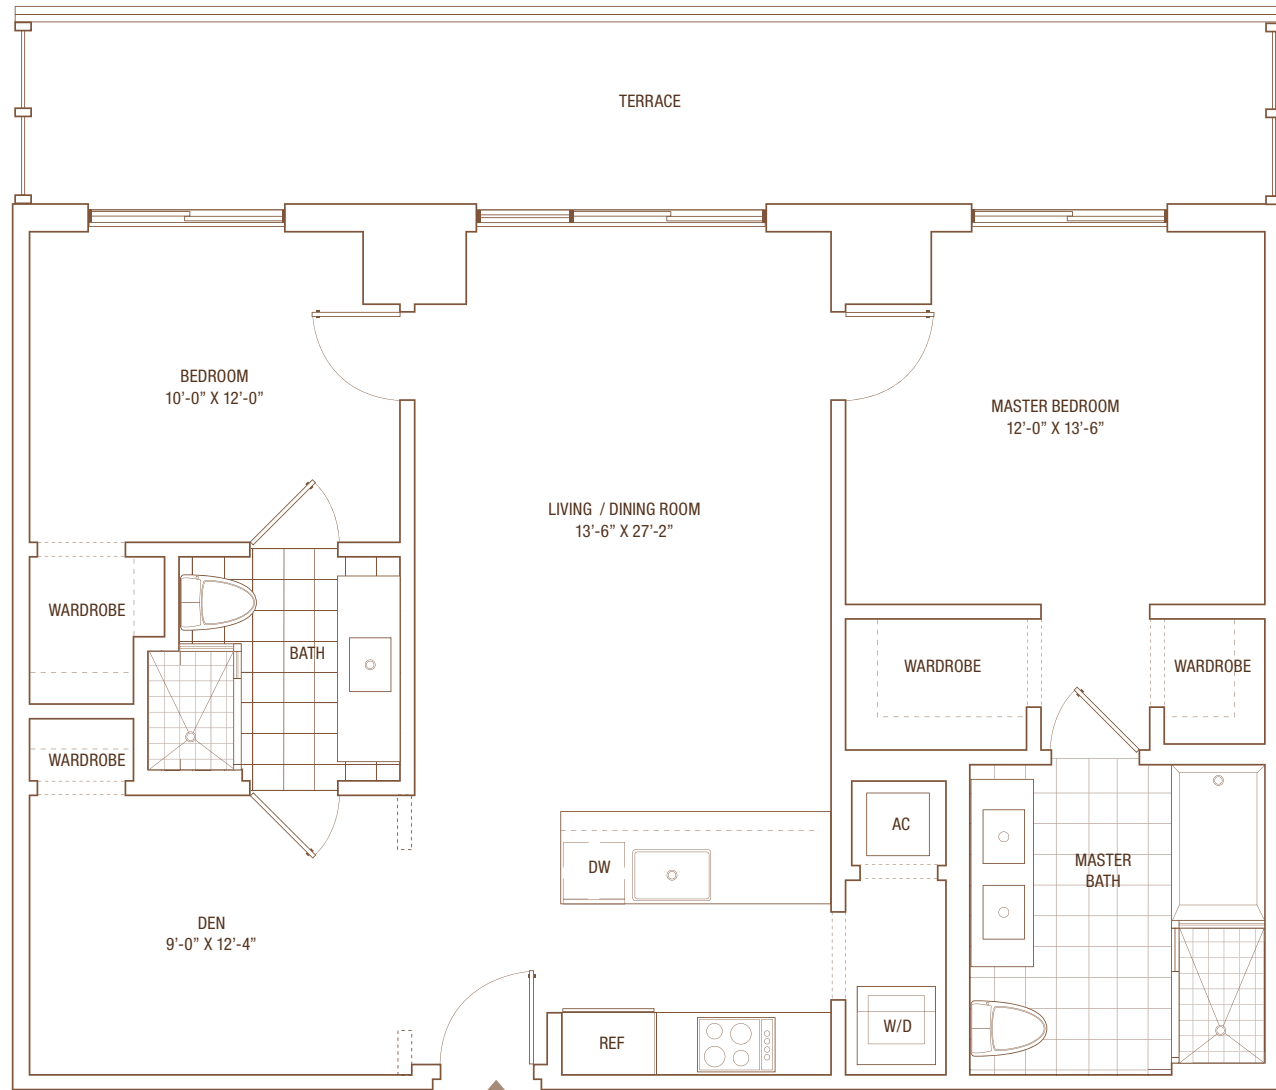 TERRACE
BEDROOM
10’-0” X 12’-0”
MASTER BEDROOM
12’-0” X 13’-6”
LIVING / DINING ROOM
13’-6” X 27’-2”
WARDROBE
BATH
WARDROBE
WARDROBE
WARDROBE
AC
DW
MASTER
BATH
DEN
9’-0” X 12’-4”
REF
W/D